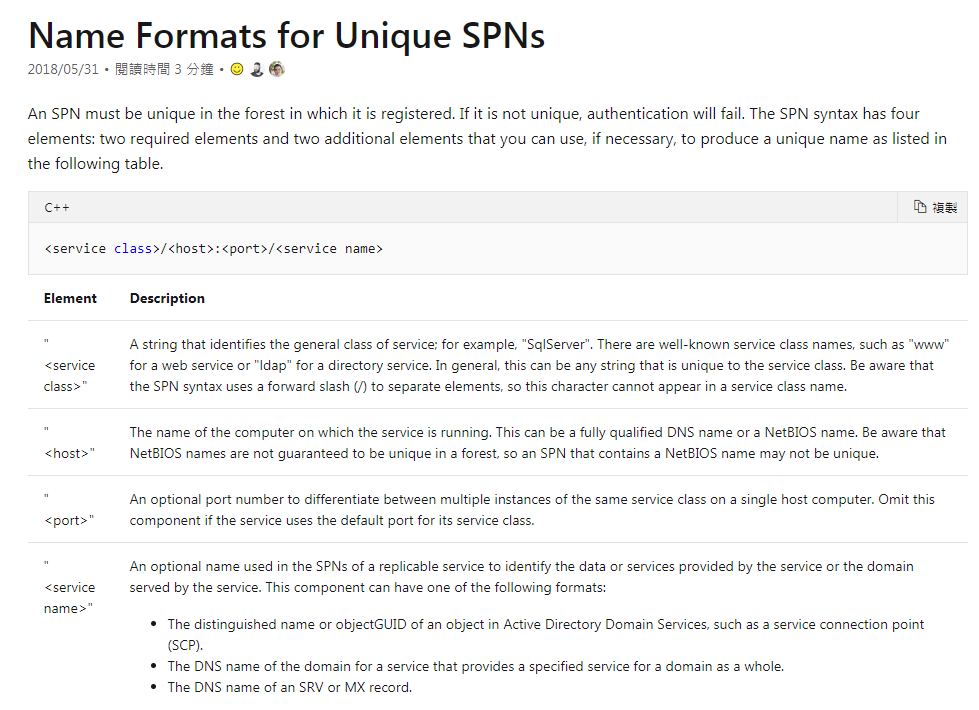 Name Formats for Unique SPNs
2018/05/31 • 閱讀時間 3 分鐘 •
An SPN must be unique in the forest in which it is registered. If it is not unique, authentication will fail. The SPN syntax has four
elements: two required elements and two additional elements that you can use, if necessary, to produce a unique name as listed in
the following table.
C++ 複製
<service class>/<host>:<port>/<service name>
Element Description
"
<service
class>"
A string that identifies the general class of service; for example, "SqlServer". There are well-known service class names, such as "www"
for a web service or "ldap" for a directory service. In general, this can be any string that is unique to the service class. Be aware that
the SPN syntax uses a forward slash (/) to separate elements, so this character cannot appear in a service class name.
"
<host>"
The name of the computer on which the service is running. This can be a fully qualified DNS name or a NetBIOS name. Be aware that
NetBIOS names are not guaranteed to be unique in a forest, so an SPN that contains a NetBIOS name may not be unique.
"
<port>"
An optional port number to differentiate between multiple instances of the same service class on a single host computer. Omit this
component if the service uses the default port for its service class.
"
<service
name>"
An optional name used in the SPNs of a replicable service to identify the data or services provided by the service or the domain
served by the service. This component can have one of the following formats:
• The distinguished name or objectGUID of an object in Active Directory Domain Services, such as a service connection point
(SCP).
• The DNS name of the domain for a service that provides a specified service for a domain as a whole.
• The DNS name of an SRV or MX record.